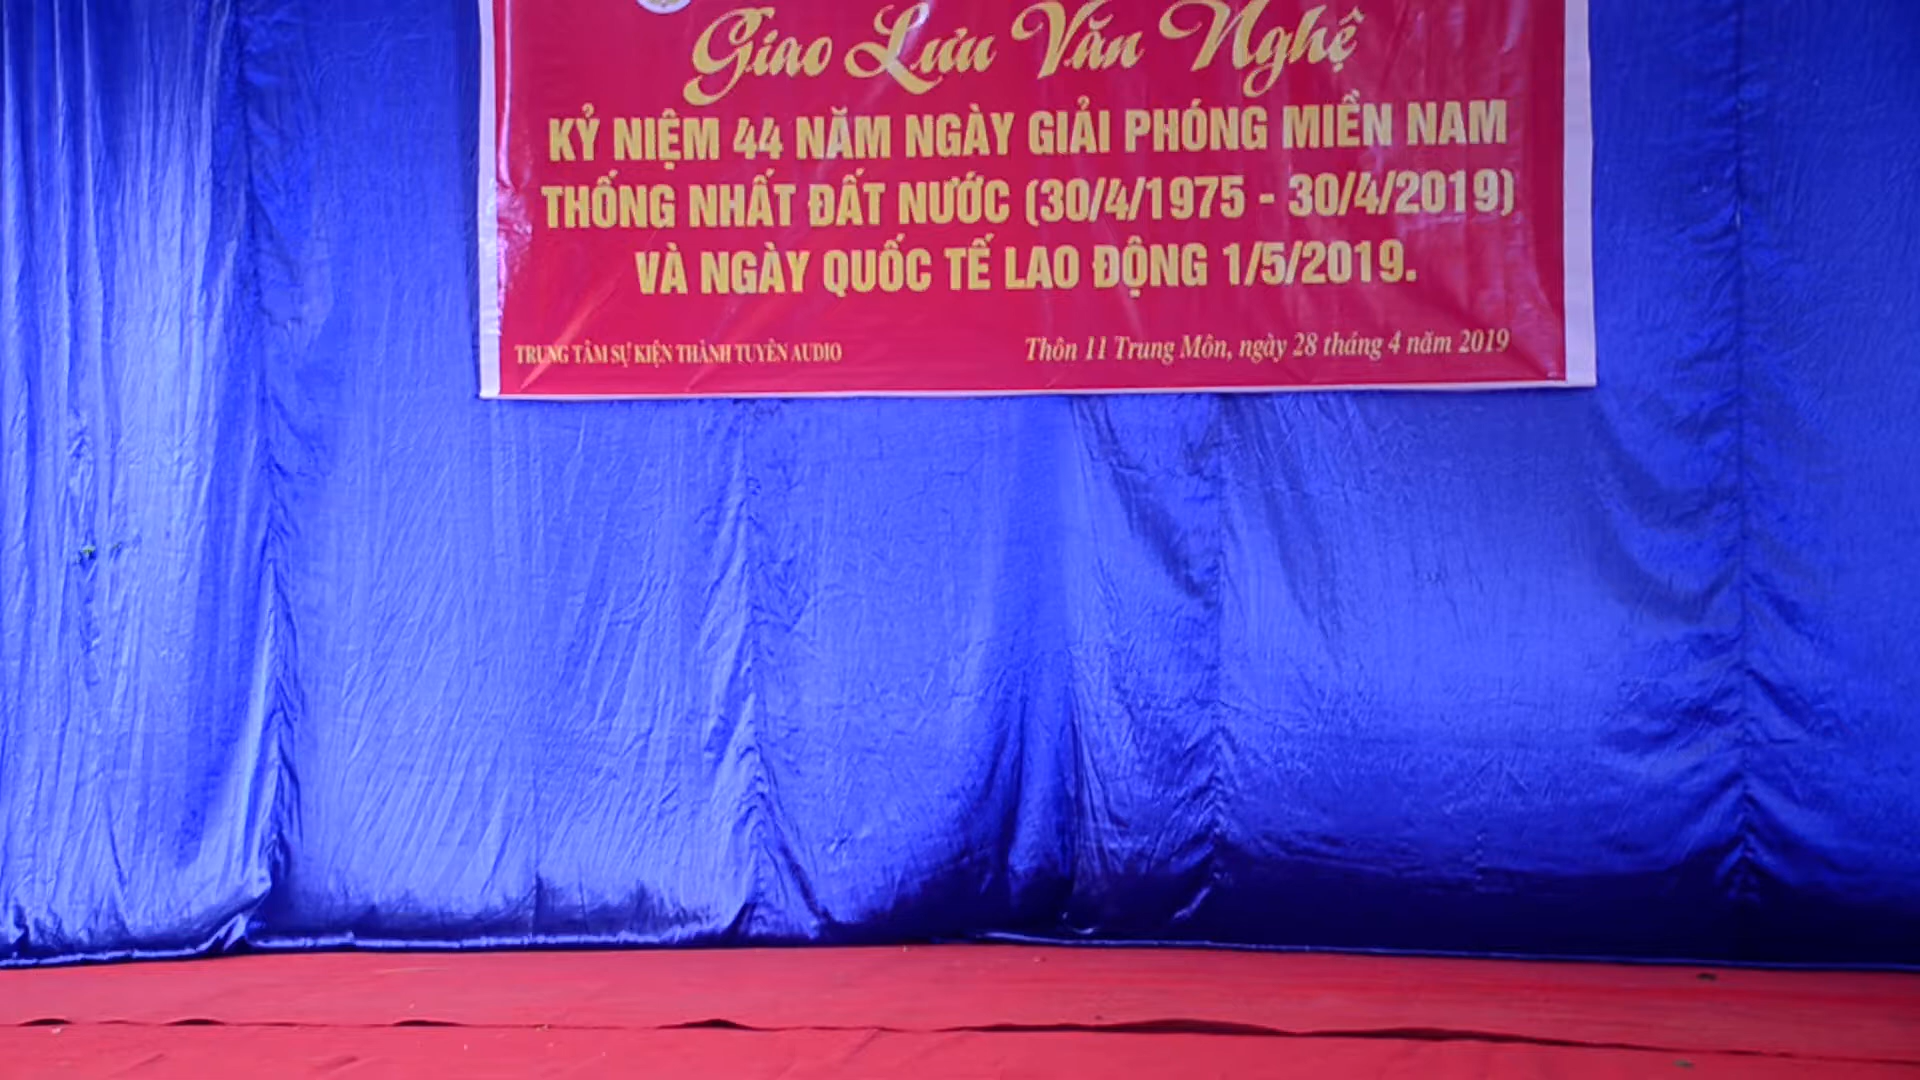 Giao Lưu Văn Nghệ
KỶ NIỆM 44 NĂM NGÀY GIẢI PHÓNG MIỀN NAM
THỐNG NHẤT ĐẤT NƯỚC (30/4/1975 - 30/4/2019)
VÀ NGÀY QUỐC TẾ LAO ĐỘNG 1/5/2019.
TRUNG TÂM SỰ KIỆN THÀNH TUYÊN AUDIO
Thôn 11 Trung Môn, ngày 28 tháng 4 năm 2019